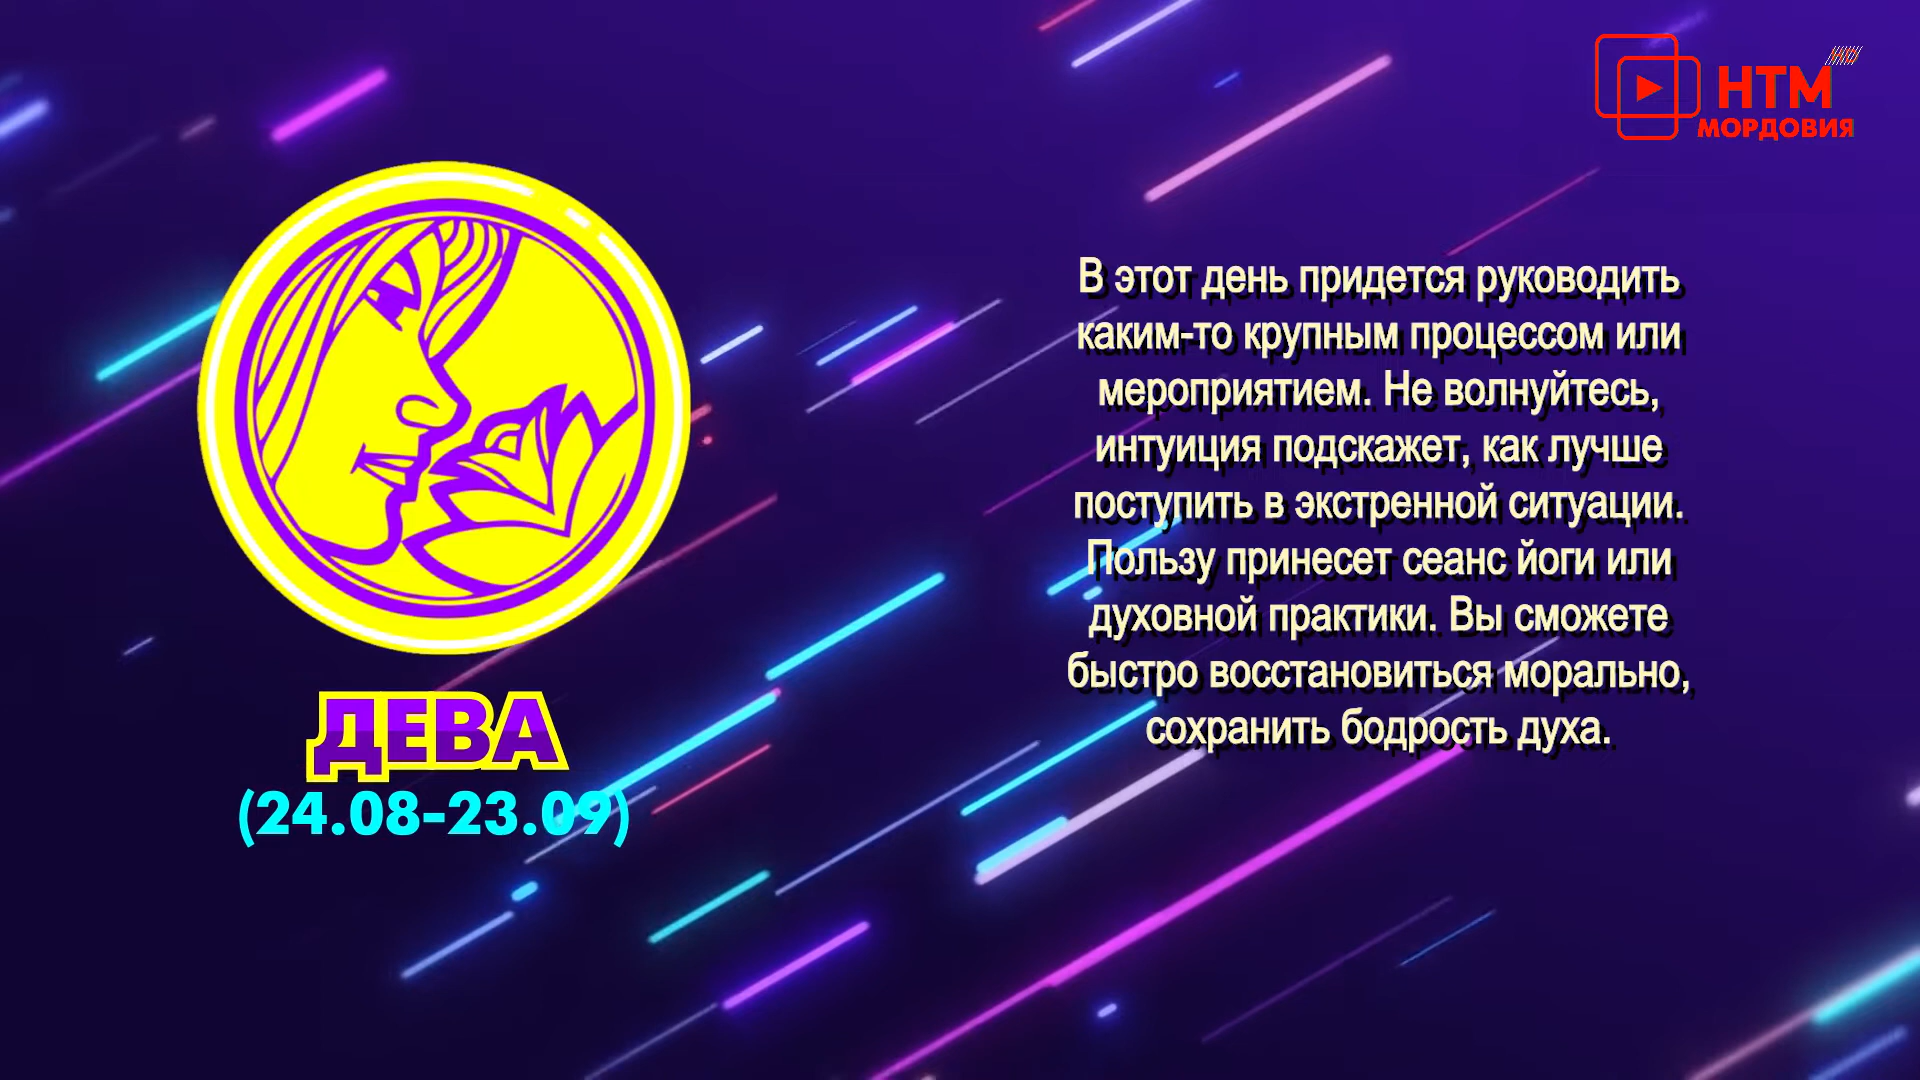 НТМ
МОРДОВИЯ
В этот день придется руководить
каким-то крупным процессом или
мероприятием. Не волнуйтесь,
интуиция подскажет, как лучше
поступить в экстренной ситуации.
Пользу принесет сеанс йоги или
духовной практики. Вы сможете
быстро восстановиться морально,
сохранить бодрость духа.
ДЕВА
(24.08-23.09)